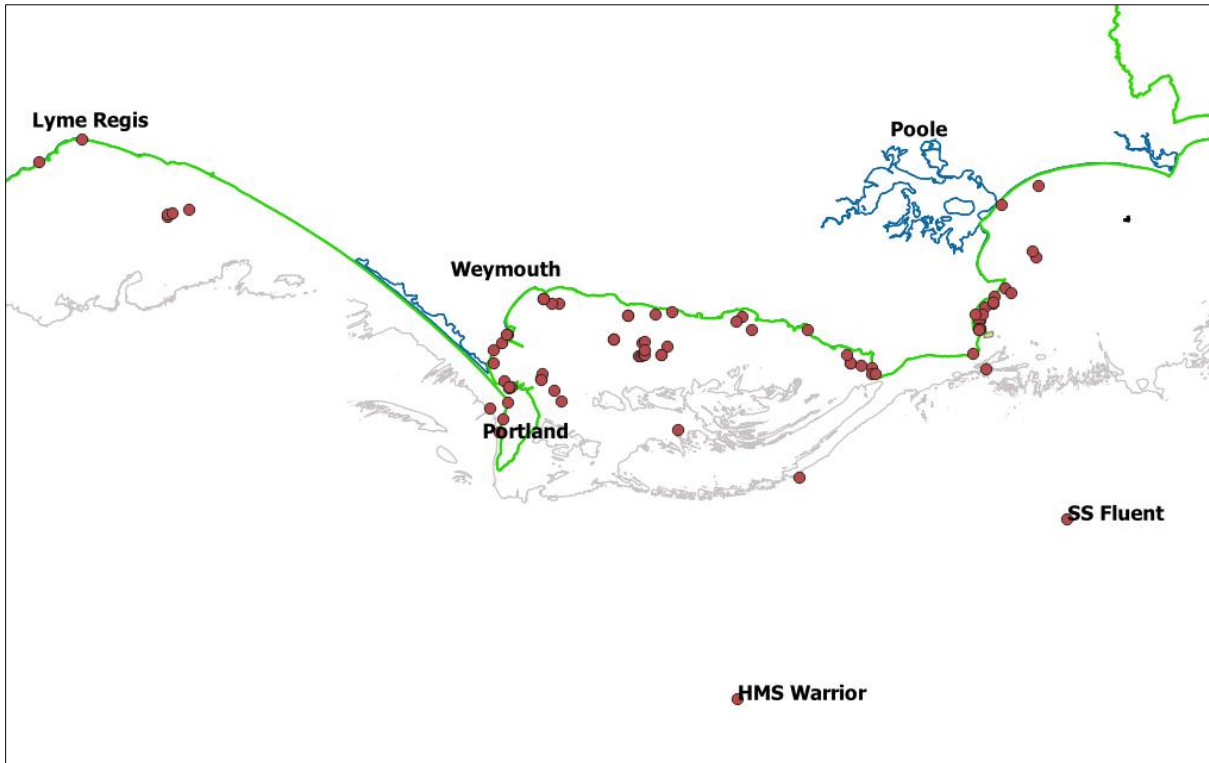 Lyme Regis
Poole
Weymouth
Portland
SS Fluent
HMS Warrior